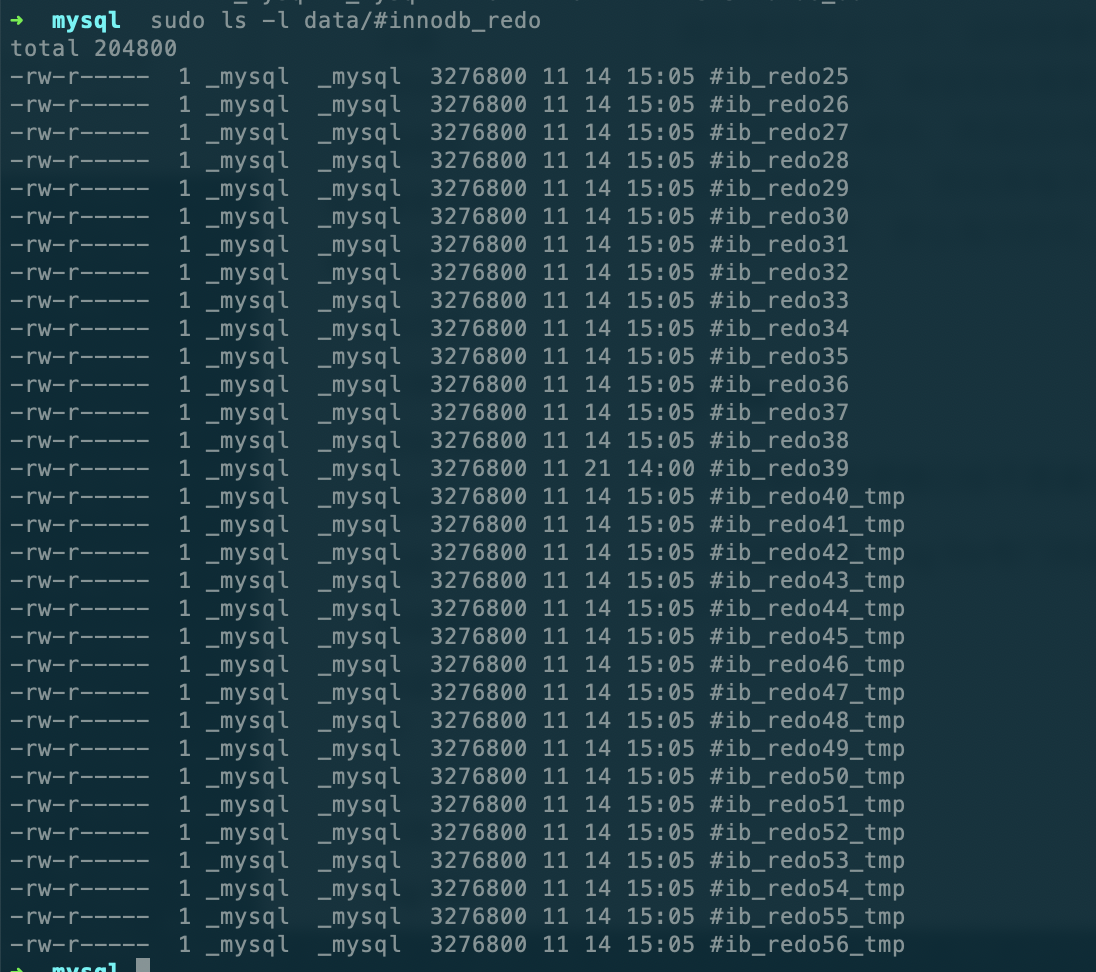 ➜  mysql  sudo ls -l data/#innodb_redo
total 204800
-rw-r-----  1 _mysql  _mysql  3276800 11 14 15:05 #ib_redo25
-rw-r-----  1 _mysql  _mysql  3276800 11 14 15:05 #ib_redo26
-rw-r-----  1 _mysql  _mysql  3276800 11 14 15:05 #ib_redo27
-rw-r-----  1 _mysql  _mysql  3276800 11 14 15:05 #ib_redo28
-rw-r-----  1 _mysql  _mysql  3276800 11 14 15:05 #ib_redo29
-rw-r-----  1 _mysql  _mysql  3276800 11 14 15:05 #ib_redo30
-rw-r-----  1 _mysql  _mysql  3276800 11 14 15:05 #ib_redo31
-rw-r-----  1 _mysql  _mysql  3276800 11 14 15:05 #ib_redo32
-rw-r-----  1 _mysql  _mysql  3276800 11 14 15:05 #ib_redo33
-rw-r-----  1 _mysql  _mysql  3276800 11 14 15:05 #ib_redo34
-rw-r-----  1 _mysql  _mysql  3276800 11 14 15:05 #ib_redo35
-rw-r-----  1 _mysql  _mysql  3276800 11 14 15:05 #ib_redo36
-rw-r-----  1 _mysql  _mysql  3276800 11 14 15:05 #ib_redo37
-rw-r-----  1 _mysql  _mysql  3276800 11 14 15:05 #ib_redo38
-rw-r-----  1 _mysql  _mysql  3276800 11 21 14:00 #ib_redo39
-rw-r-----  1 _mysql  _mysql  3276800 11 14 15:05 #ib_redo40_tmp
-rw-r-----  1 _mysql  _mysql  3276800 11 14 15:05 #ib_redo41_tmp
-rw-r-----  1 _mysql  _mysql  3276800 11 14 15:05 #ib_redo42_tmp
-rw-r-----  1 _mysql  _mysql  3276800 11 14 15:05 #ib_redo43_tmp
-rw-r-----  1 _mysql  _mysql  3276800 11 14 15:05 #ib_redo44_tmp
-rw-r-----  1 _mysql  _mysql  3276800 11 14 15:05 #ib_redo45_tmp
-rw-r-----  1 _mysql  _mysql  3276800 11 14 15:05 #ib_redo46_tmp
-rw-r-----  1 _mysql  _mysql  3276800 11 14 15:05 #ib_redo47_tmp
-rw-r-----  1 _mysql  _mysql  3276800 11 14 15:05 #ib_redo48_tmp
-rw-r-----  1 _mysql  _mysql  3276800 11 14 15:05 #ib_redo49_tmp
-rw-r-----  1 _mysql  _mysql  3276800 11 14 15:05 #ib_redo50_tmp
-rw-r-----  1 _mysql  _mysql  3276800 11 14 15:05 #ib_redo51_tmp
-rw-r-----  1 _mysql  _mysql  3276800 11 14 15:05 #ib_redo52_tmp
-rw-r-----  1 _mysql  _mysql  3276800 11 14 15:05 #ib_redo53_tmp
-rw-r-----  1 _mysql  _mysql  3276800 11 14 15:05 #ib_redo54_tmp
-rw-r-----  1 _mysql  _mysql  3276800 11 14 15:05 #ib_redo55_tmp
-rw-r-----  1 _mysql  _mysql  3276800 11 14 15:05 #ib_redo56_tmp
➜  mysql